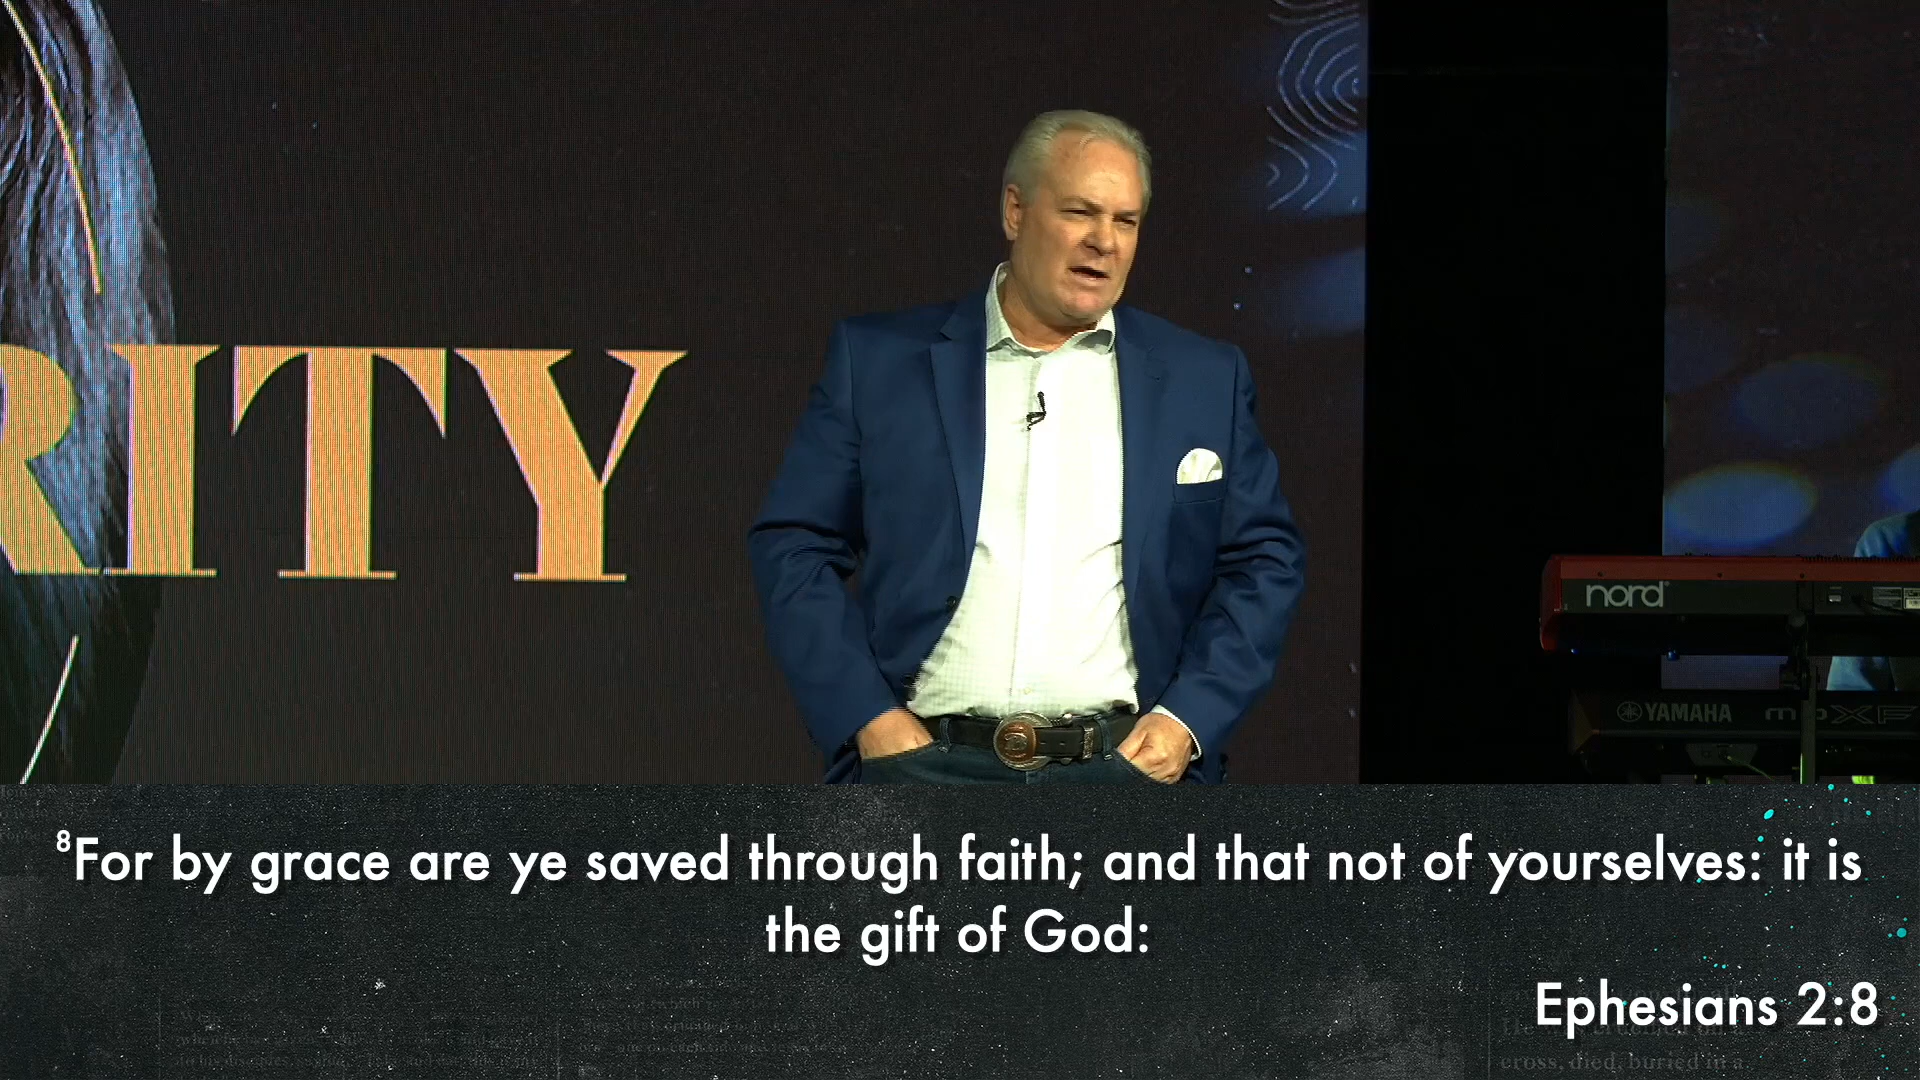 RITY
nord
YAMAHA
moXF
⁸For by grace are ye saved through faith; and that not of yourselves: it is
the gift of God:
Ephesians 2:8
cross, died, buried in a